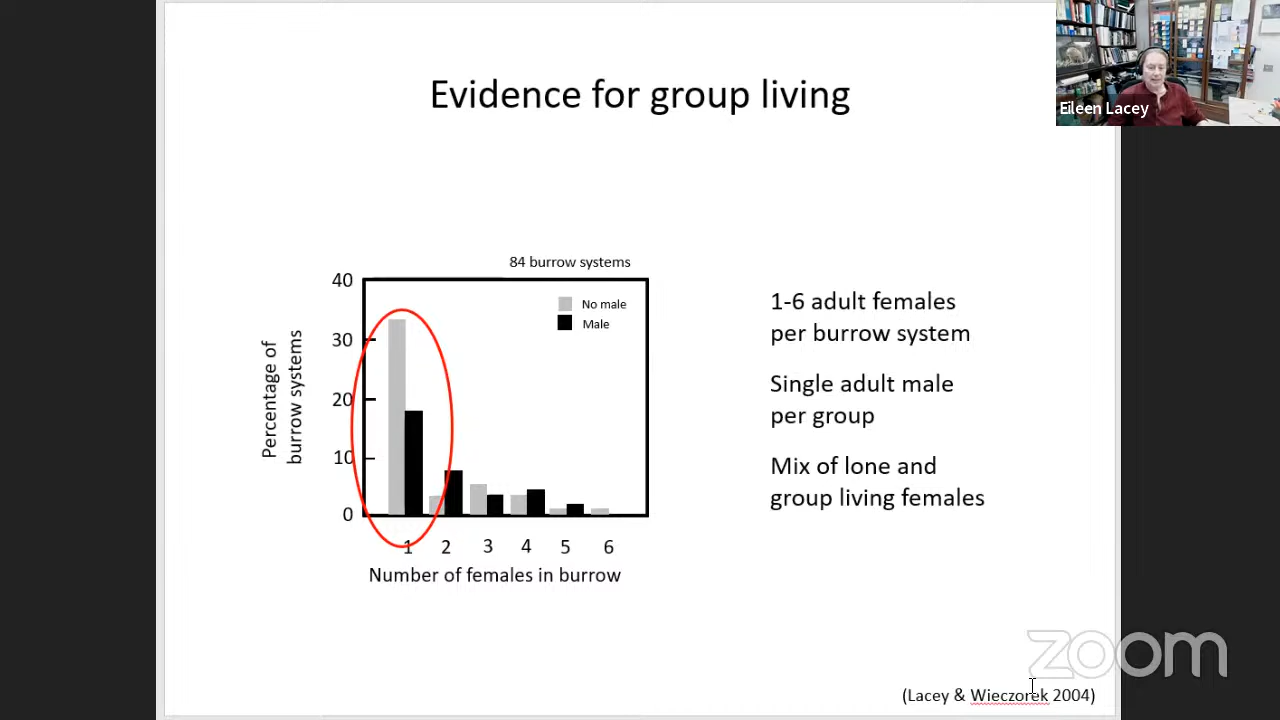 Evidence for group living
Eileen Lacey
84 burrow systems
No male
Male
Percentage of
burrow systems
40
30
20
10
0
1 2 3 4 5 6
Number of females in burrow
1-6 adult females
per burrow system
Single adult male
per group
Mix of lone and
group living females
zoom
(Lacey & Wieczorek 2004)